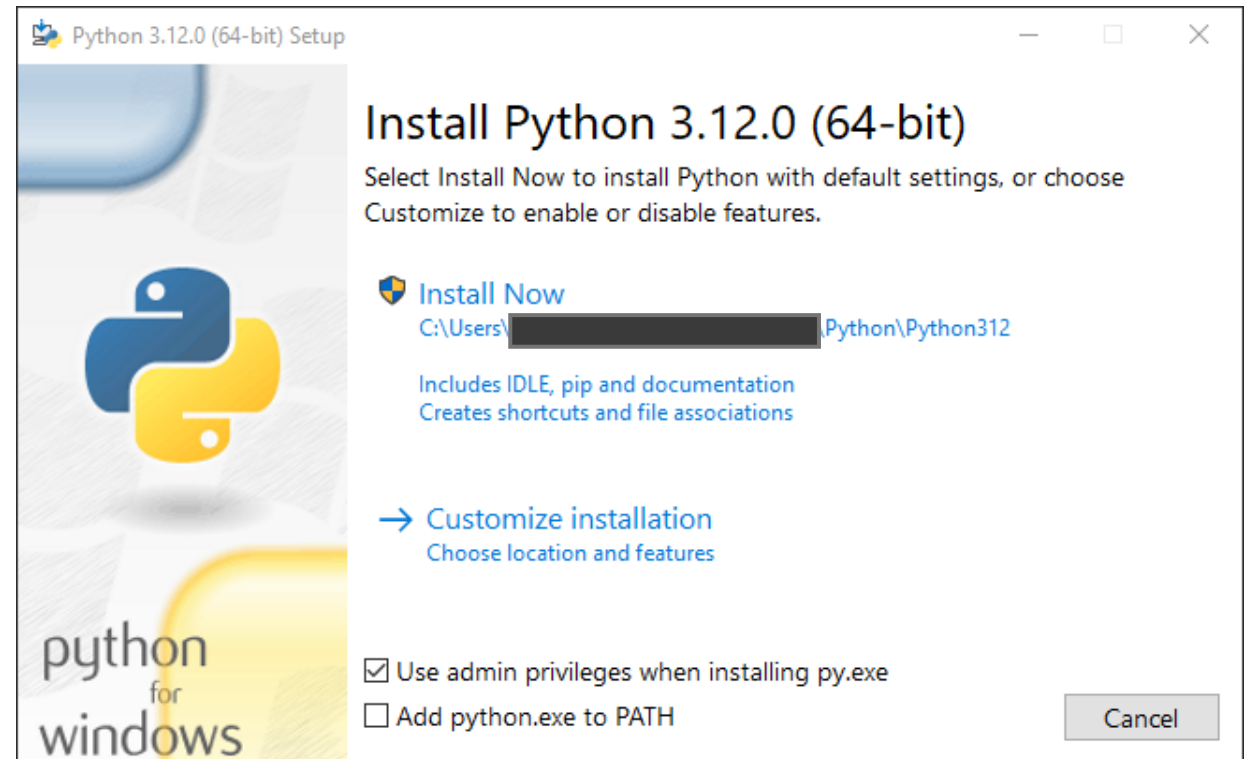 Python 3.12.0 (64-bit) Setup
Install Python 3.12.0 (64-bit)
Select Install Now to install Python with default settings, or choose
Customize to enable or disable features.
Install Now
C:\Users\ \Python\Python312
Includes IDLE, pip and documentation
Creates shortcuts and file associations
Customize installation
Choose location and features
python
for
windows
Use admin privileges when installing py.exe
Add python.exe to PATH
Cancel